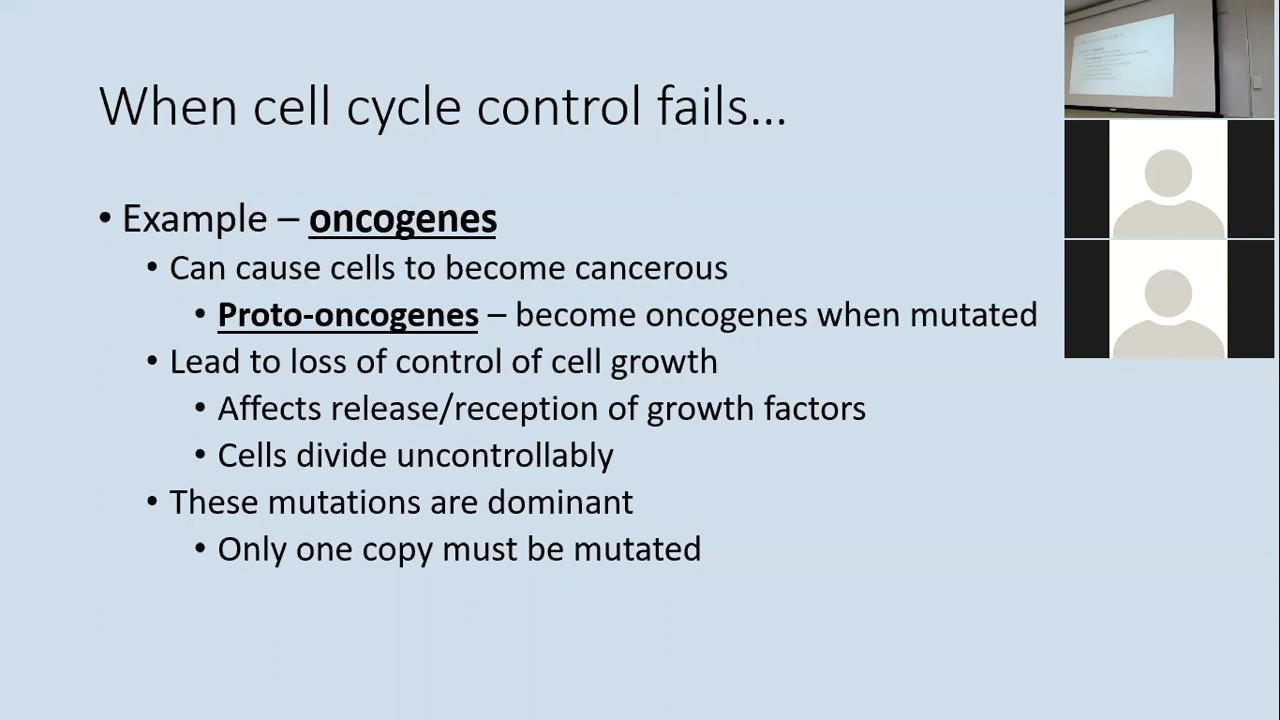 When cell cycle control fails…
• Example – oncogenes
• Can cause cells to become cancerous
• Proto-oncogenes – become oncogenes when mutated
• Lead to loss of control of cell growth
• Affects release/reception of growth factors
• Cells divide uncontrollably
• These mutations are dominant
• Only one copy must be mutated